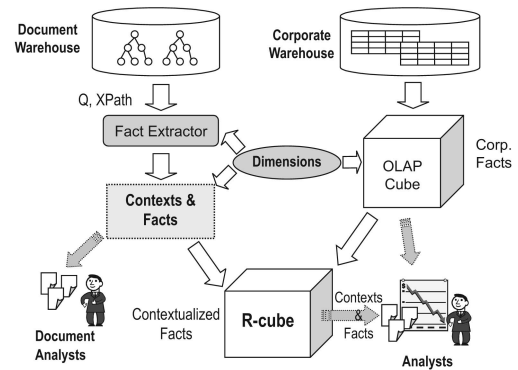 Document
Warehouse
Corporate
Warehouse
Q, XPath
Fact Extractor
Dimensions
OLAP
Cube
Corp.
Facts
Contexts &
Facts
Contextualized
Facts
R-cube
Contexts
&
Facts
$
Document
Analysts
Analysts